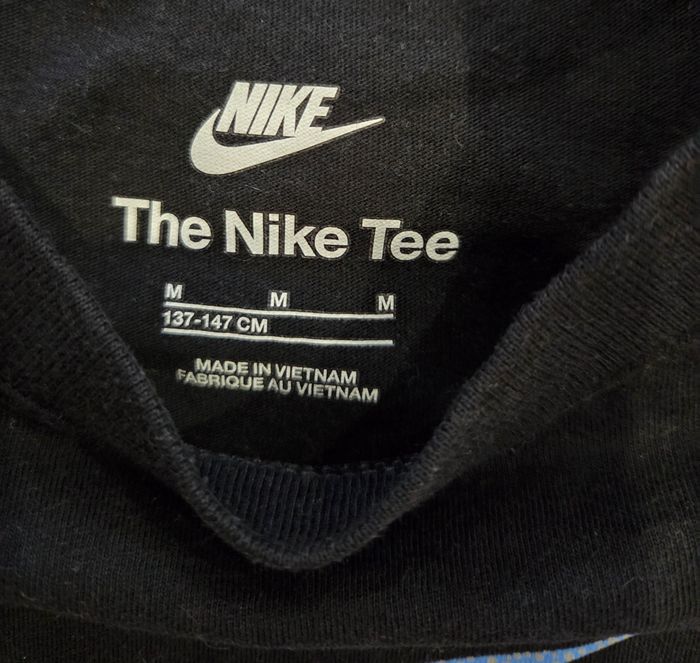 NIKE
The Nike Tee
M M M
137-147 CM
MADE IN VIETNAM
FABRIQUE AU VIETNAM